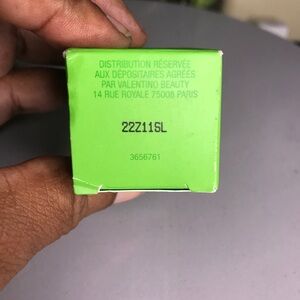 DISTRIBUTION RÉSERVÉE
AUX DÉPOSITAIRES AGRÉÉS
PAR VALENTINO BEAUTY
14 RUE ROYALE 75008 PARIS
22Z11SL
3656761